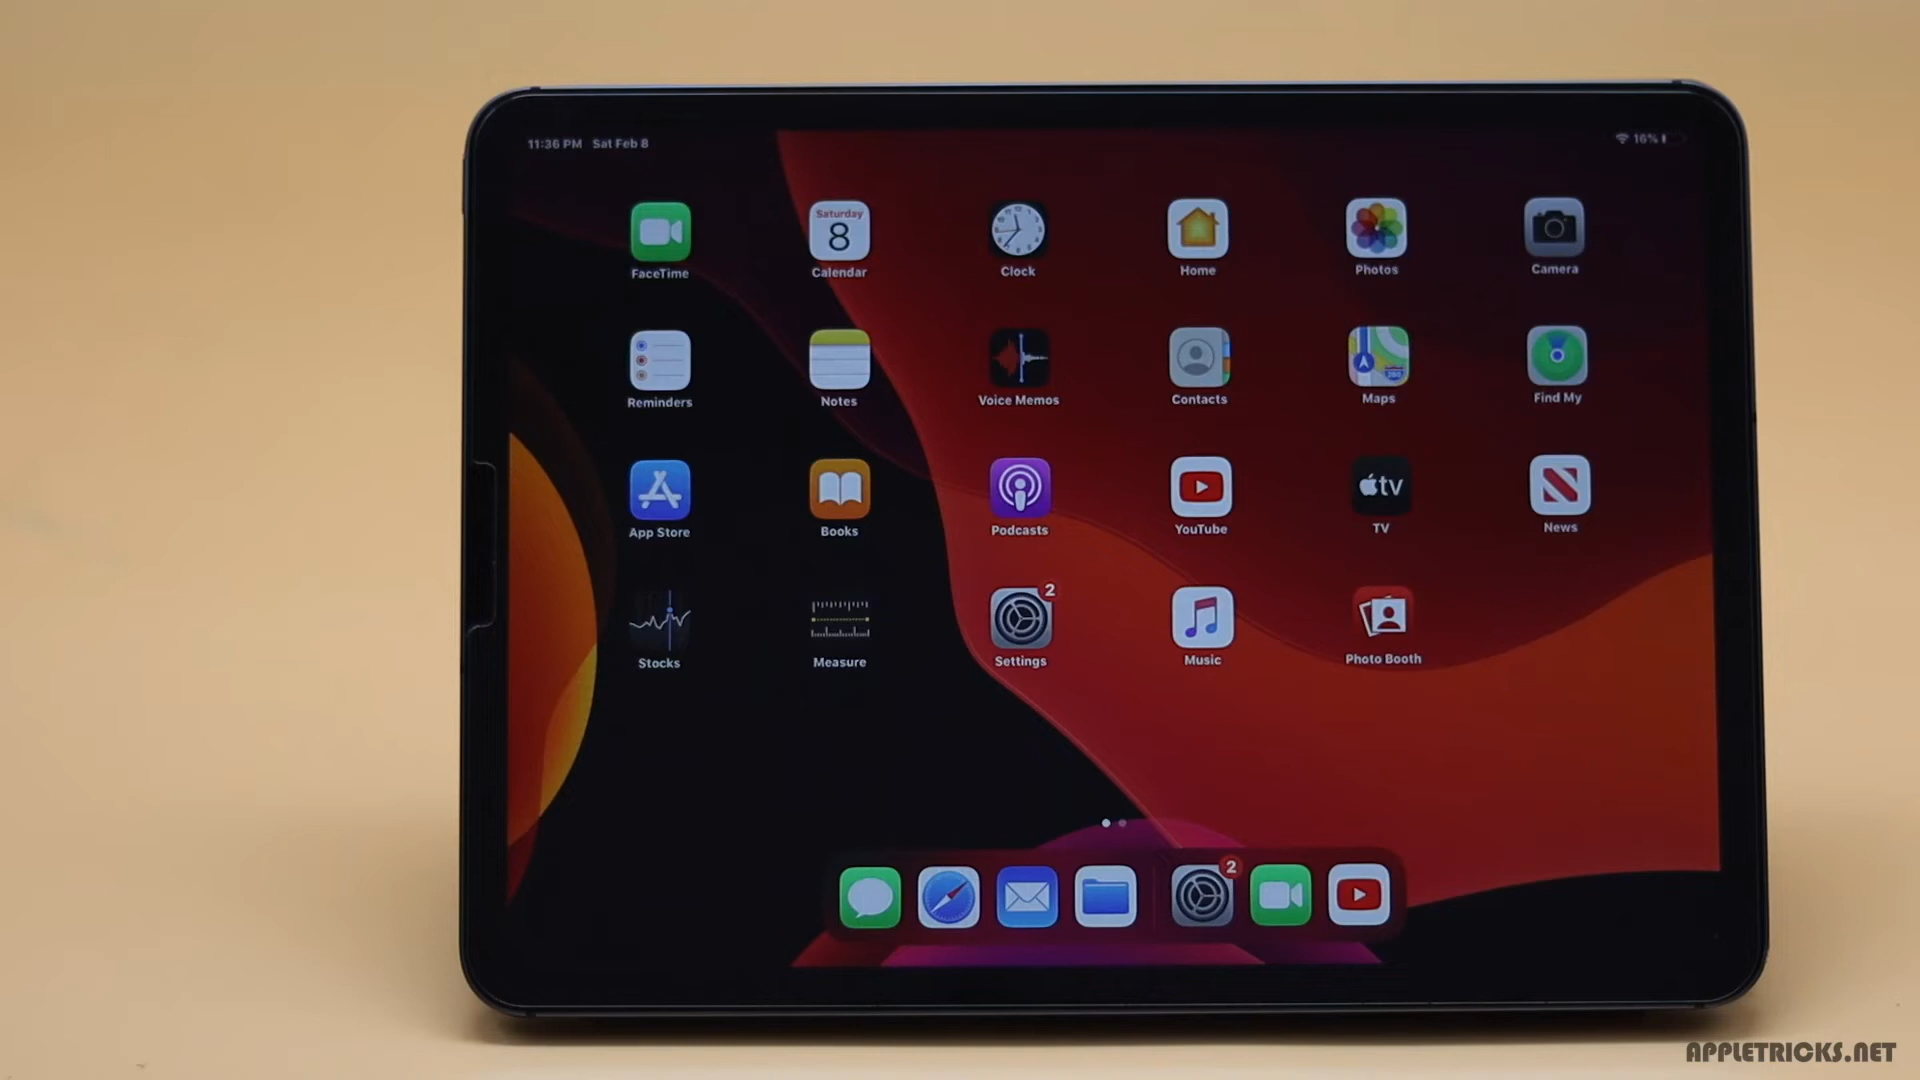 11:36 PM Sat Feb 8
16%
FaceTime
Saturday
8
Calendar
Clock
Home
Photos
Camera
Reminders
Notes
Voice Memos
Contacts
280
Maps
Find My
App Store
Books
Podcasts
YouTube
tv
TV
News
Stocks
Measure
2
Settings
Music
Photo Booth
2
APPLETRICKS.NET